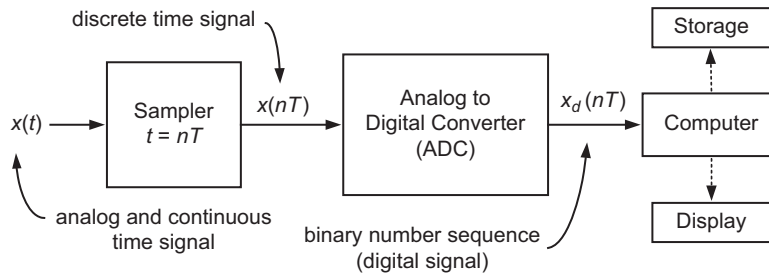 discrete time signal
Storage
x(t)
Sampler
t = nT
x(nT)
Analog to
Digital Converter
(ADC)
x_d (nT)
Computer
analog and continuous
time signal
binary number sequence
(digital signal)
Display